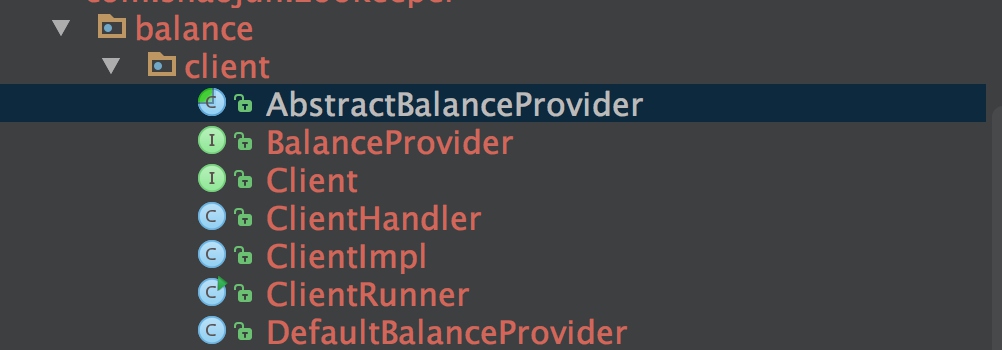 balance
client
AbstractBalanceProvider
BalanceProvider
Client
ClientHandler
ClientImpl
ClientRunner
DefaultBalanceProvider